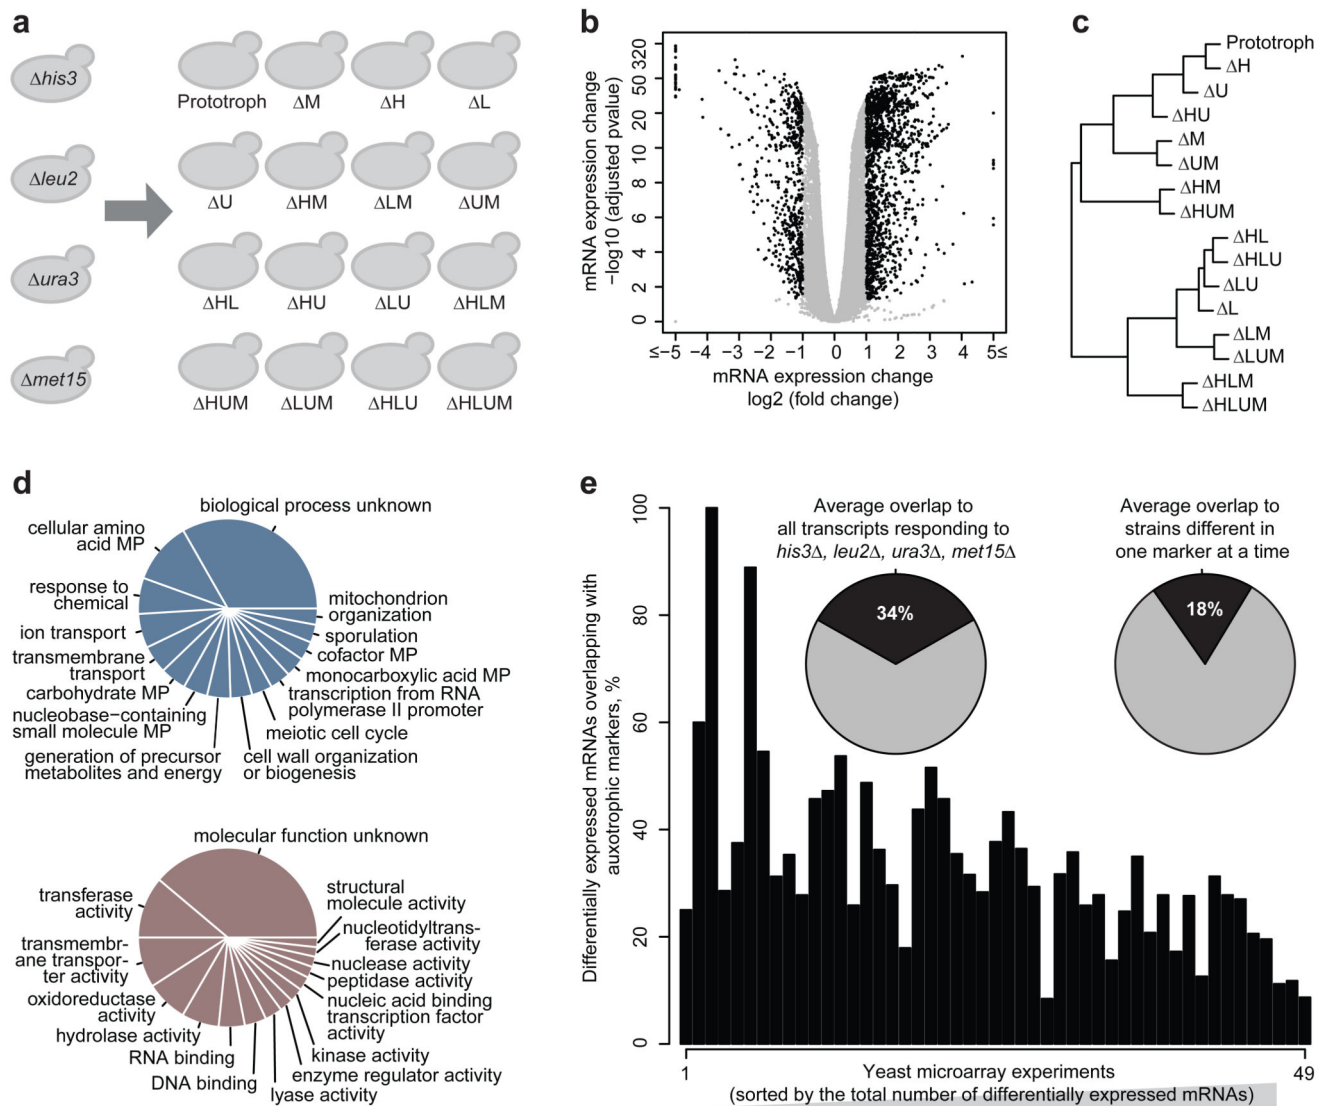 a
Δhis3
Δleu2
Δura3
Δmet15
Prototroph ΔM ΔH ΔL
ΔU ΔHM ΔLM ΔUM
ΔHL ΔHU ΔLU ΔHLM
ΔHUM ΔLUM ΔHLU ΔHLUM
b
mRNA expression change
−log10 (adjusted pvalue)
320
50
20
10
8
6
4
2
0
≤−5 −4 −3 −2 −1 0 1 2 3 4 5≤
mRNA expression change
log2 (fold change)
c
Prototroph
ΔH
ΔU
ΔHU
ΔM
ΔUM
ΔHM
ΔHUM
ΔHL
ΔHLU
ΔLU
ΔL
ΔLM
ΔLUM
ΔHLM
ΔHLUM
d
biological process unknown
cellular amino
acid MP
response to
chemical
ion transport
transmembrane
transport
carbohydrate MP
nucleobase−containing
small molecule MP
generation of precursor
metabolites and energy
cell wall organization
or biogenesis
meiotic cell cycle
transcription from RNA
polymerase II promoter
monocarboxylic acid MP
cofactor MP
sporulation
mitochondrion
organization
molecular function unknown
transferase
activity
transmembr-
ane transpor-
ter activity
oxidoreductase
activity
hydrolase activity
RNA binding
DNA binding
lyase activity
enzyme regulator activity
kinase activity
nucleic acid binding
transcription factor
activity
peptidase activity
nuclease activity
nucleotidyltrans-
ferase activity
structural
molecule activity
e
Differentially expressed mRNAs overlapping with
auxotrophic markers, %
100
80
60
40
20
0
Average overlap to
all transcripts responding to
his3Δ, leu2Δ, ura3Δ, met15Δ
34%
Average overlap to
strains different in
one marker at a time
18%
1 49
Yeast microarray experiments
(sorted by the total number of differentially expressed mRNAs)